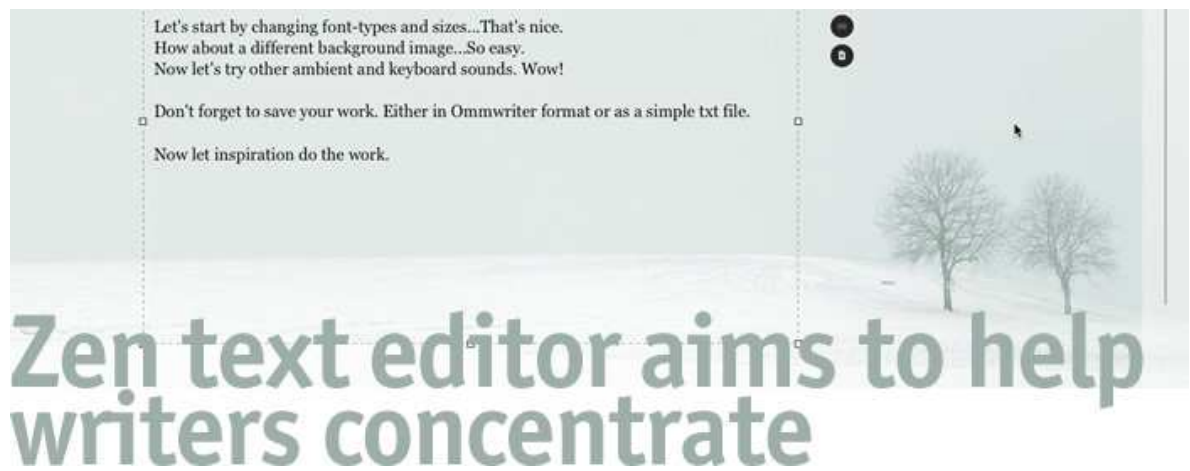 Let's start by changing font-types and sizes...That's nice.
How about a different background image...So easy.
Now let's try other ambient and keyboard sounds. Wow!
Don't forget to save your work. Either in Ommwriter format or as a simple txt file.
Now let inspiration do the work.
Zen text editor aims to help
writers concentrate